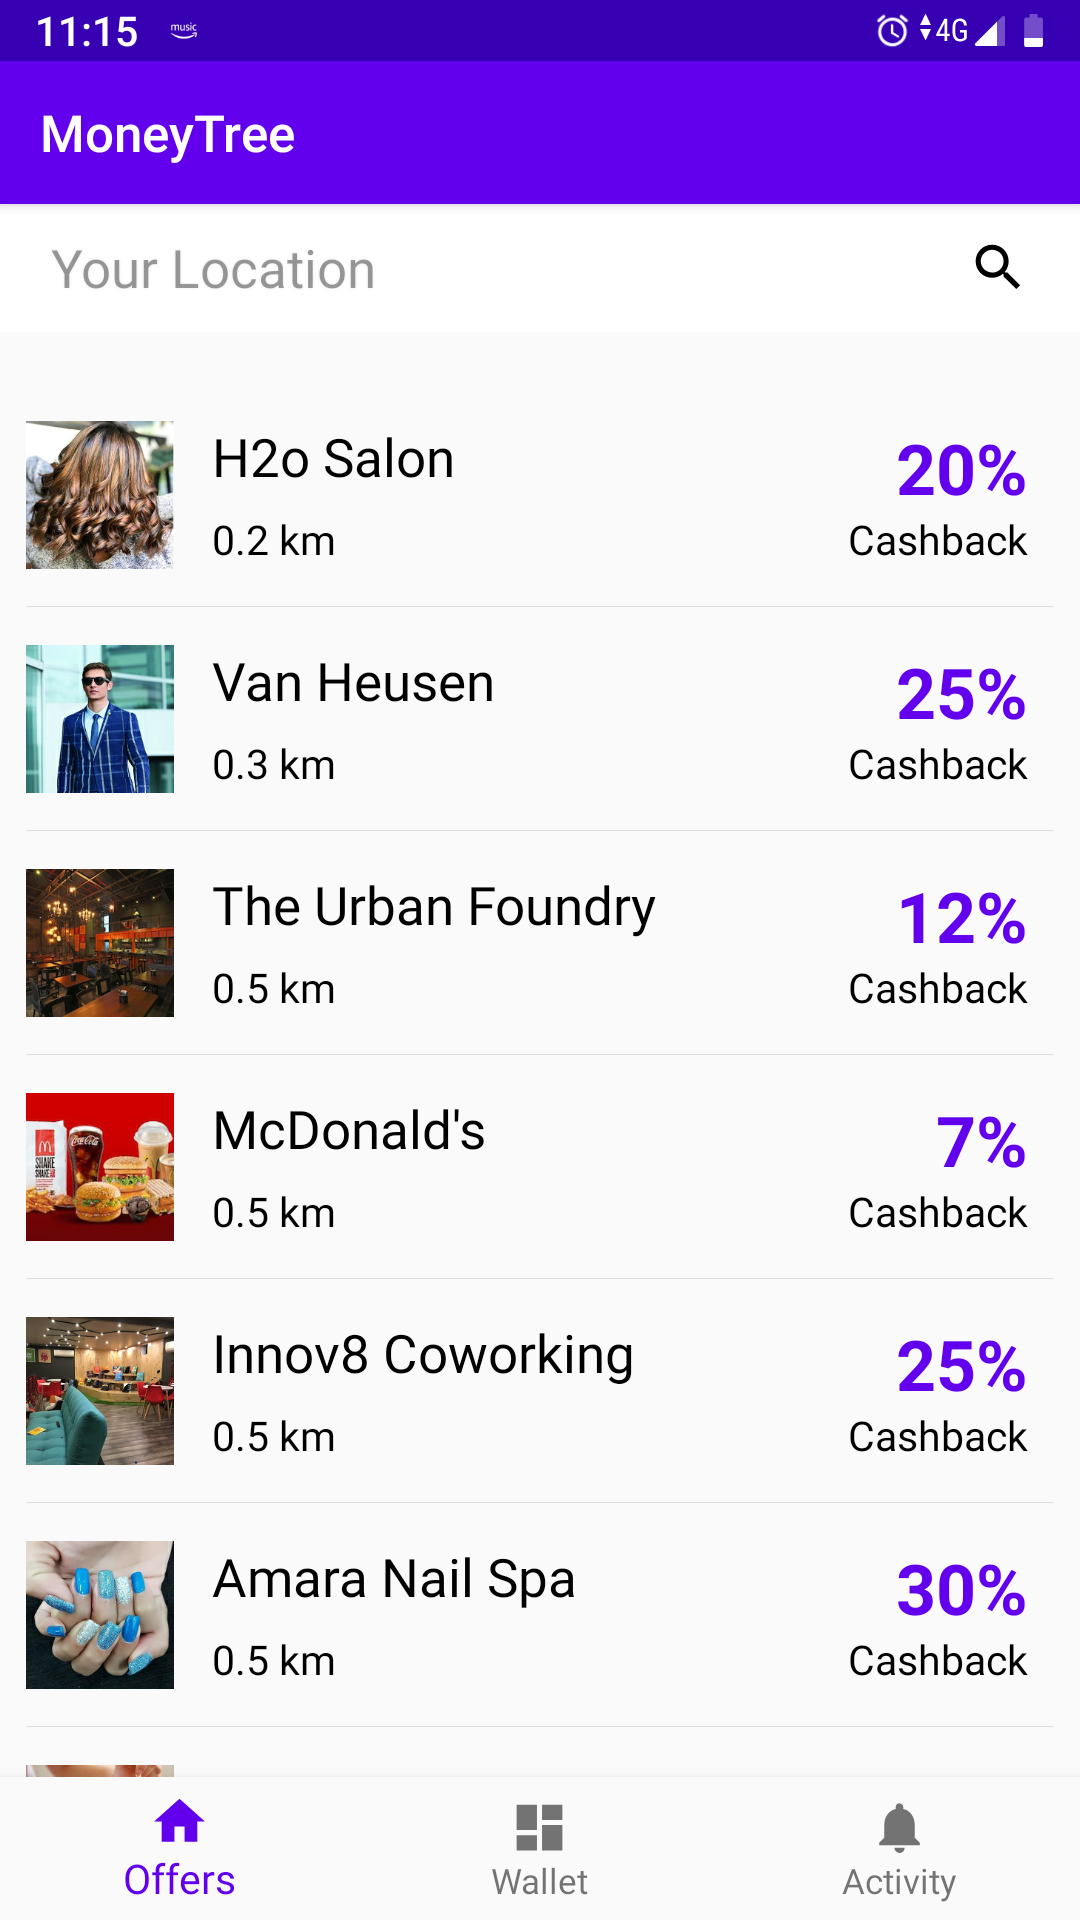 11:15 music 4G
MoneyTree
Your Location
H2o Salon
20%
0.2 km
Cashback
Van Heusen
25%
0.3 km
Cashback
The Urban Foundry
12%
0.5 km
Cashback
McDonald's
7%
0.5 km
Cashback
Innov8 Coworking
25%
0.5 km
Cashback
Amara Nail Spa
30%
0.5 km
Cashback
Offers Wallet Activity